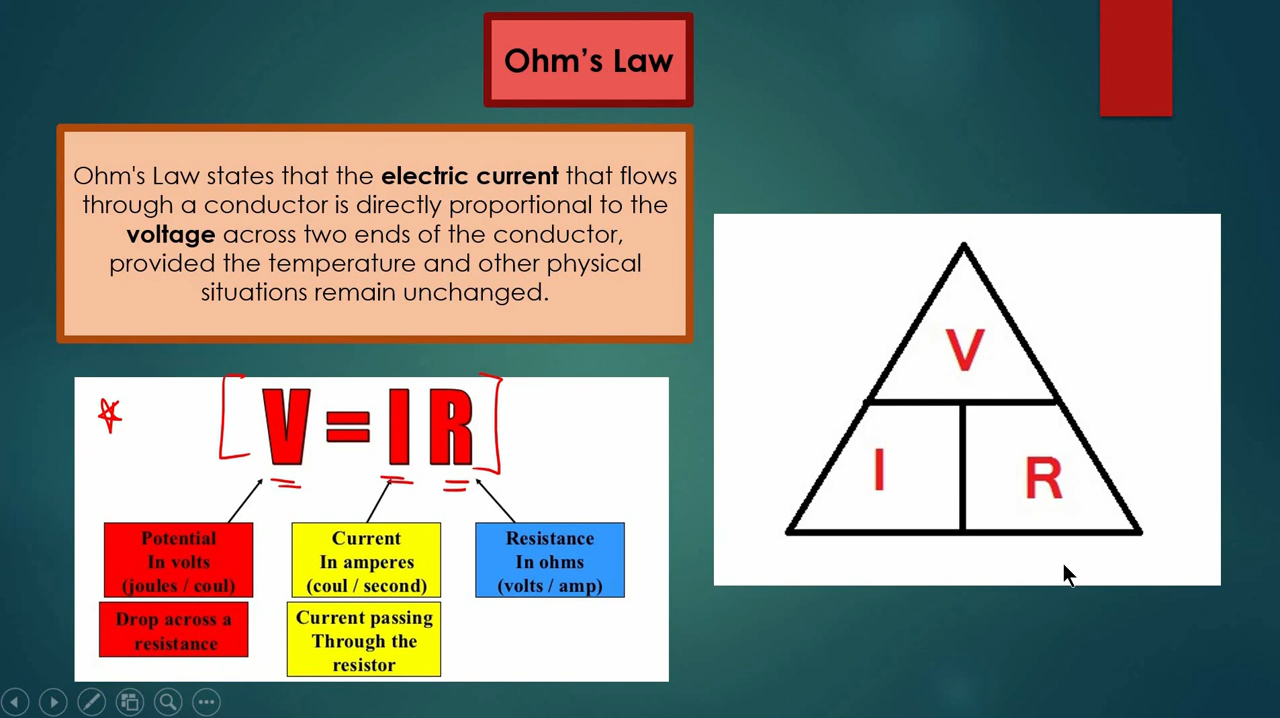 Ohm's Law
Ohm's Law states that the electric current that flows
through a conductor is directly proportional to the
voltage across two ends of the conductor,
provided the temperature and other physical
situations remain unchanged.
V = I R
Potential
In volts
(joules / coul)
Drop across a
resistance
Current
In amperes
(coul / second)
Current passing
Through the
resistor
Resistance
In ohms
(volts / amp)
V
I R